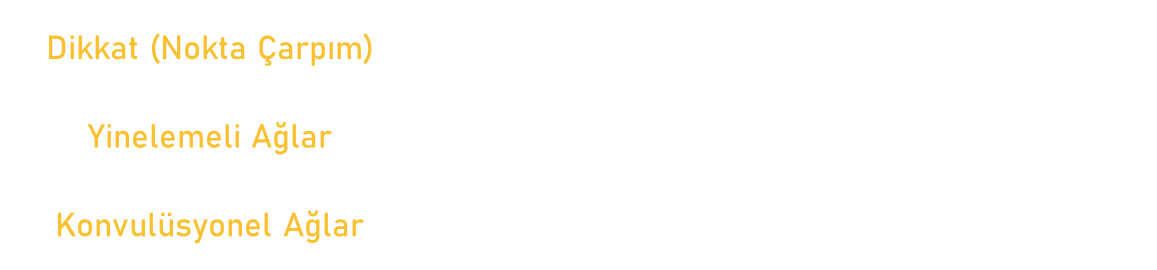 Dikkat (Nokta Çarpım)
Yinelemeli Ağlar
Konvulüsyonel Ağlar